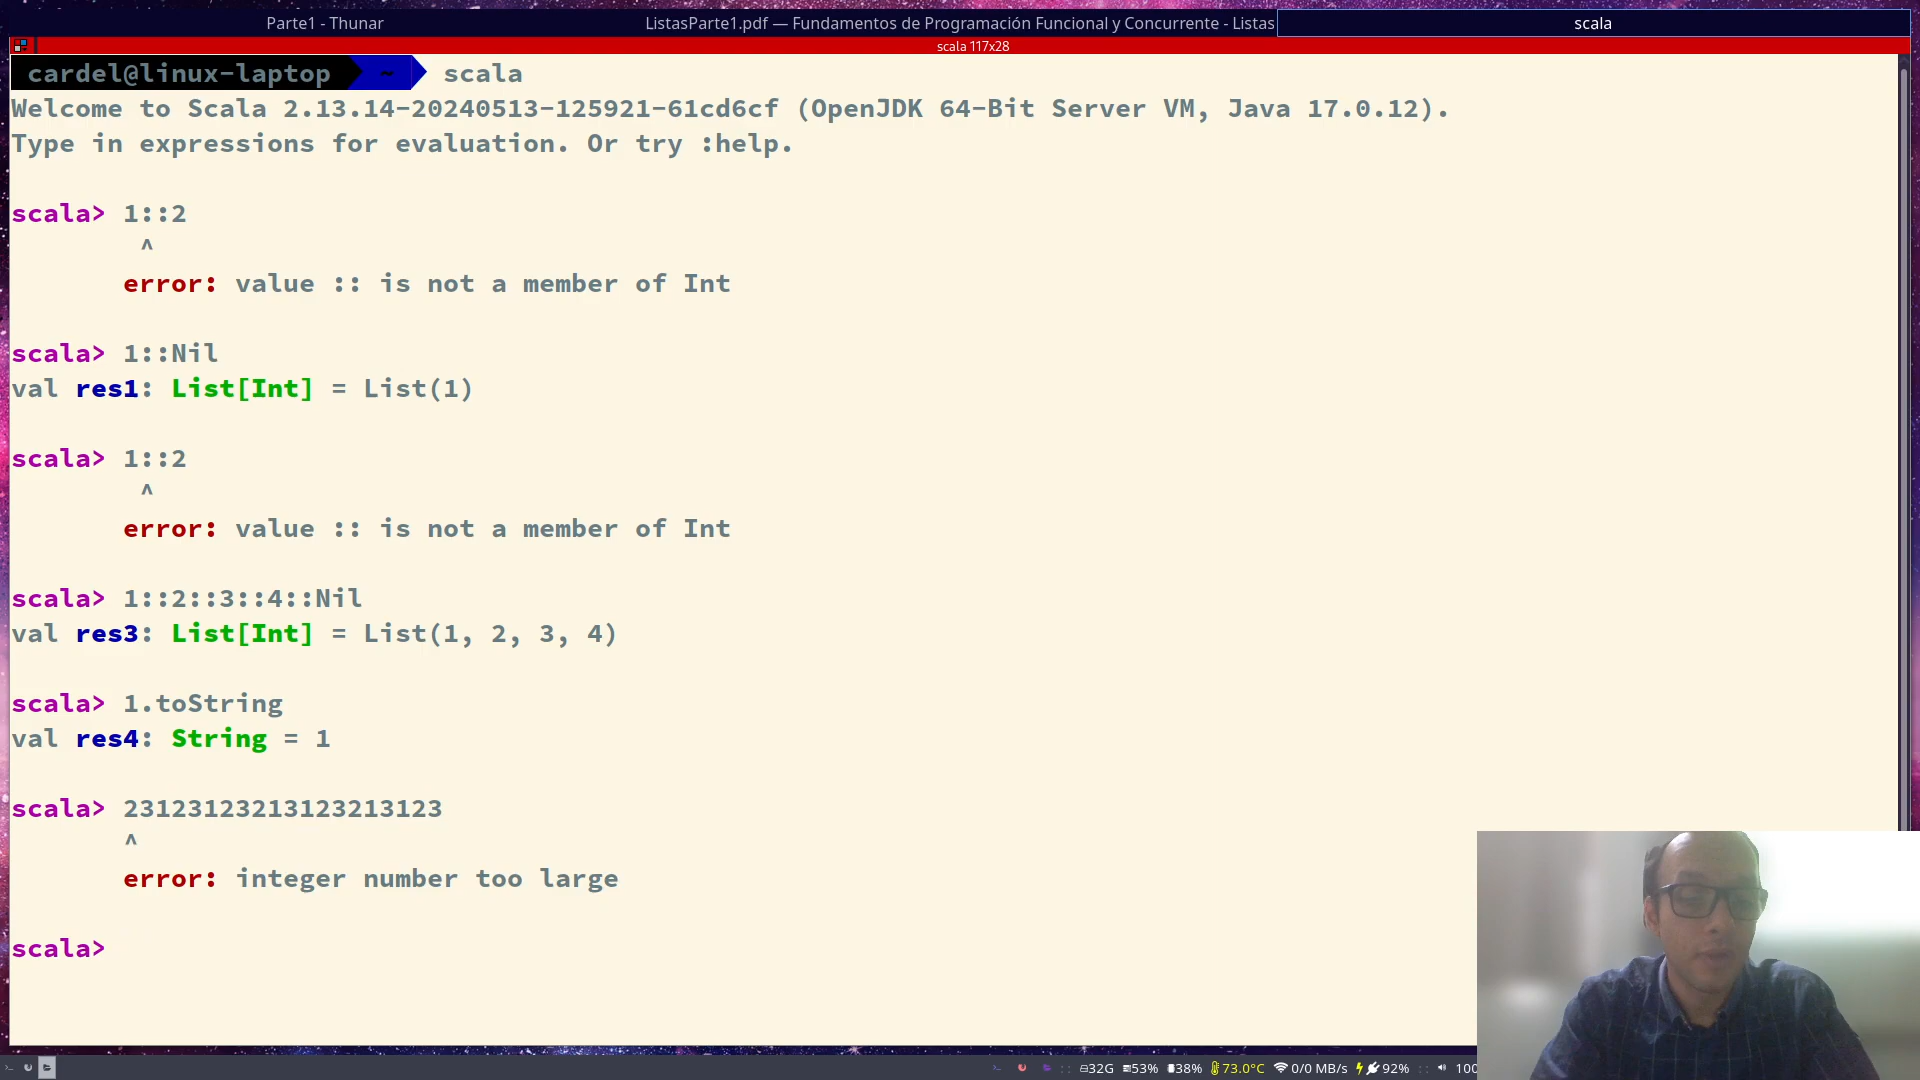 Parte1 - Thunar
ListasParte1.pdf — Fundamentos de Programación Funcional y Concurrente - Listas
scala
scala 117x28
cardel@linux-laptop ~ scala
Welcome to Scala 2.13.14-20240513-125921-61cd6cf (OpenJDK 64-Bit Server VM, Java 17.0.12).
Type in expressions for evaluation. Or try :help.
scala> 1::2
^
error: value :: is not a member of Int
scala> 1::Nil
val res1: List[Int] = List(1)
scala> 1::2
^
error: value :: is not a member of Int
scala> 1::2::3::4::Nil
val res3: List[Int] = List(1, 2, 3, 4)
scala> 1.toString
val res4: String = 1
scala> 23123123213123213123
^
error: integer number too large
scala>
32G 53% 38% 73.0°C 0/0 MB/s 92% :: 100